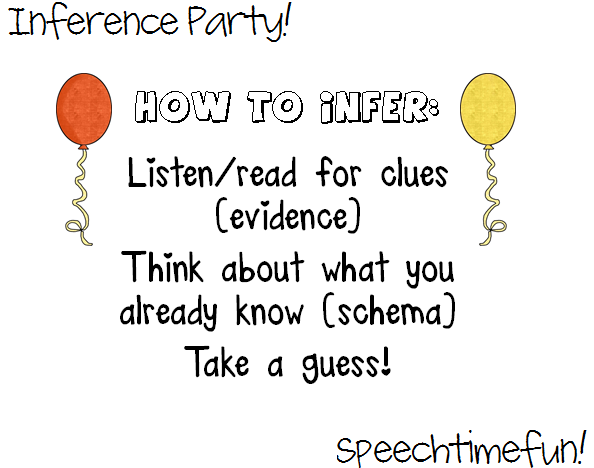 Inference Party!
HOW TO iNFER:
Listen/read for clues
(evidence)
Think about what you
already know (schema)
Take a guess!
Speechtimefun!